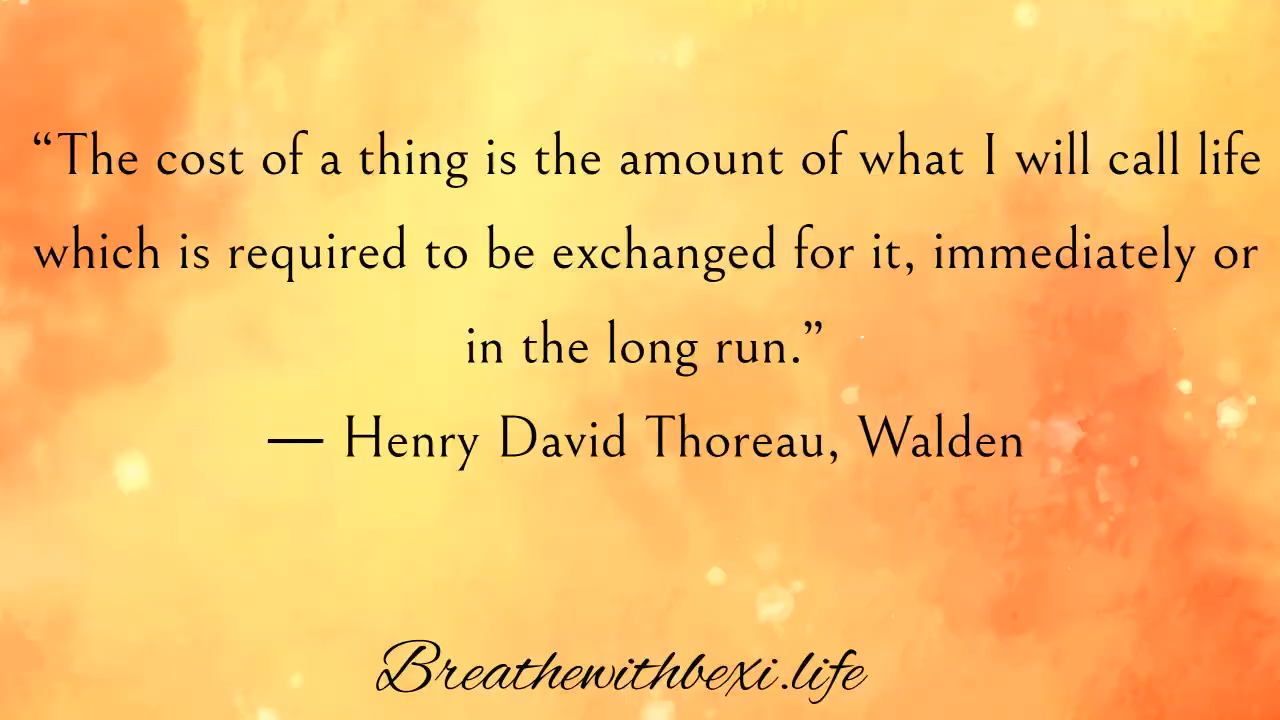 “The cost of a thing is the amount of what I will call life
which is required to be exchanged for it, immediately or
in the long run.”
— Henry David Thoreau, Walden
Breathewithbexi.life